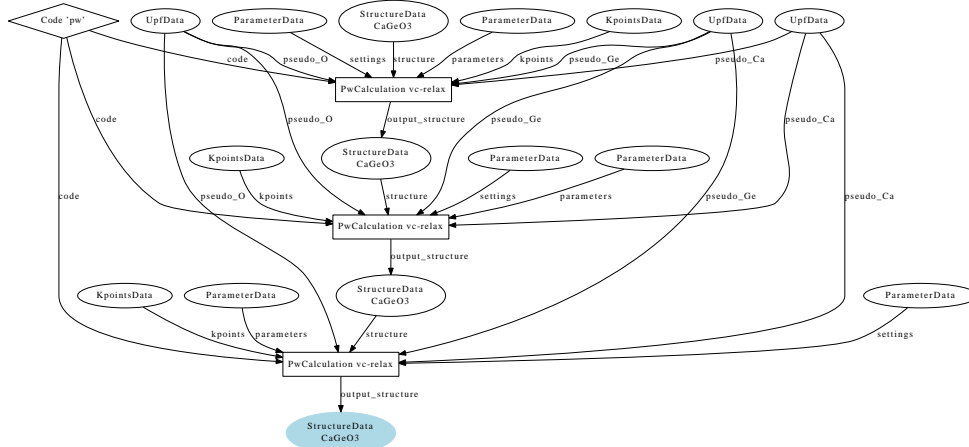 Code 'pw'
UpfData
ParameterData
StructureData
CaGeO3
ParameterData
KpointsData
UpfData
UpfData
code
pseudo_O
settings
structure
parameters
kpoints
pseudo_Ge
pseudo_Ca
PwCalculation vc-relax
code
pseudo_O
output_structure
pseudo_Ge
pseudo_Ca
KpointsData
StructureData
CaGeO3
ParameterData
ParameterData
code
pseudo_O
kpoints
structure
settings
parameters
pseudo_Ge
pseudo_Ca
PwCalculation vc-relax
output_structure
KpointsData
ParameterData
StructureData
CaGeO3
ParameterData
kpoints
parameters
structure
settings
PwCalculation vc-relax
output_structure
StructureData
CaGeO3